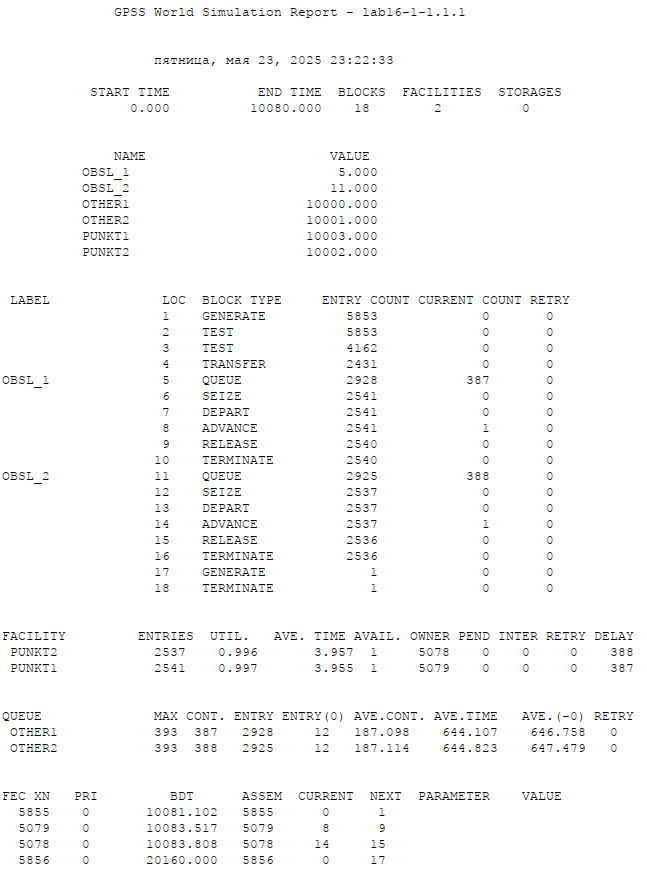 GPSS World Simulation Report - lab16-1-1.1.1
пятница, мая 23, 2025 23:22:33
START TIME END TIME BLOCKS FACILITIES STORAGES
0.000 10080.000 18 2 0
NAME VALUE
OBSL_1 5.000
OBSL_2 11.000
OTHER1 10000.000
OTHER2 10001.000
PUNKT1 10003.000
PUNKT2 10002.000
LABEL LOC BLOCK TYPE ENTRY COUNT CURRENT COUNT RETRY
1 GENERATE 5853 0 0
2 TEST 5853 0 0
3 TEST 4162 0 0
4 TRANSFER 2431 0 0
OBSL_1 5 QUEUE 2928 387 0
6 SEIZE 2541 0 0
7 DEPART 2541 0 0
8 ADVANCE 2541 1 0
9 RELEASE 2540 0 0
10 TERMINATE 2540 0 0
OBSL_2 11 QUEUE 2925 388 0
12 SEIZE 2537 0 0
13 DEPART 2537 0 0
14 ADVANCE 2537 1 0
15 RELEASE 2536 0 0
16 TERMINATE 2536 0 0
17 GENERATE 1 0 0
18 TERMINATE 1 0 0
FACILITY ENTRIES UTIL. AVE. TIME AVAIL. OWNER PEND INTER RETRY DELAY
PUNKT2 2537 0.996 3.957 1 5078 0 0 0 388
PUNKT1 2541 0.997 3.955 1 5079 0 0 0 387
QUEUE MAX CONT. ENTRY ENTRY(0) AVE.CONT. AVE.TIME AVE.(-0) RETRY
OTHER1 393 387 2928 12 187.098 644.107 646.758 0
OTHER2 393 388 2925 12 187.114 644.823 647.479 0
FEC XN PRI BDT ASSEM CURRENT NEXT PARAMETER VALUE
5855 0 10081.102 5855 0 1
5079 0 10083.517 5079 8 9
5078 0 10083.808 5078 14 15
5856 0 20160.000 5856 0 17